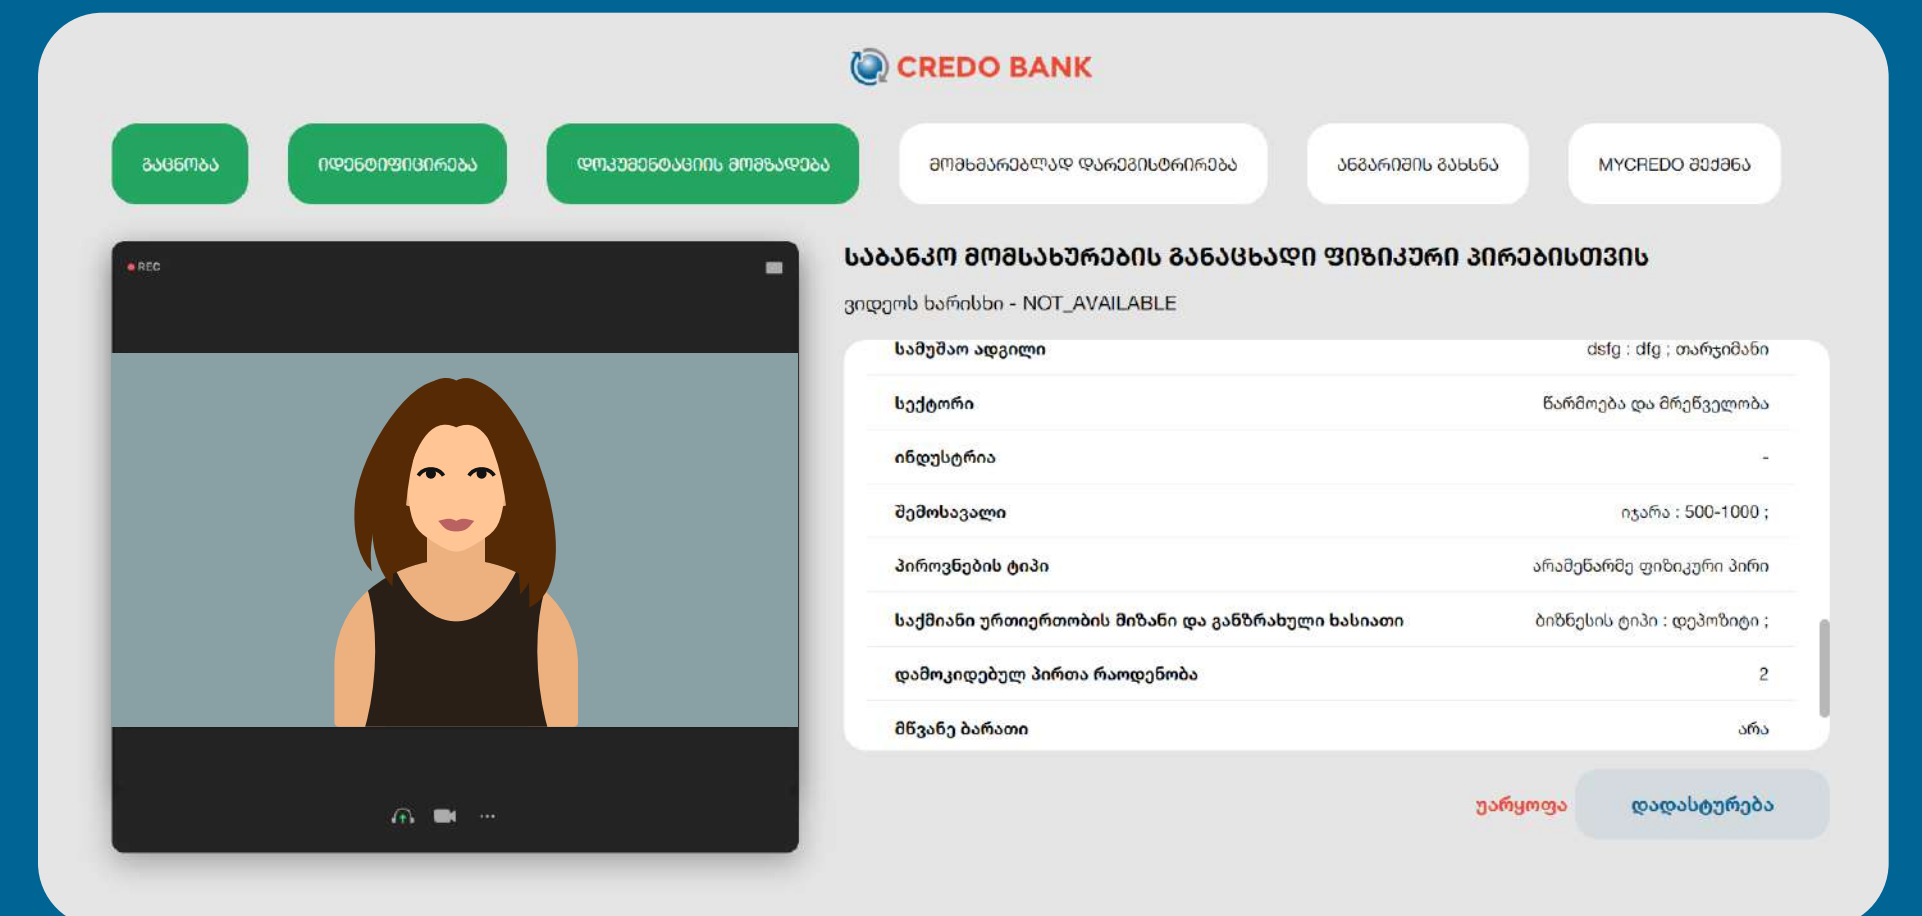 CREDO BANK
გაცნობა
იდენტიფიცირება
დოკუმენტაციის მომზადება
მომხმარებლად დარეგისტრირება
ანგარიშის გახსნა
MYCREDO შექმნა
REC
საბანკო მომსახურების განაცხადი ფიზიკური პირებისთვის
ვიდეოს ხარისხი - NOT_AVAILABLE
სამუშაო ადგილი dsfg : dfg ; თარჯიმანი
სექტორი წარმოება და მრეწველობა
ინდუსტრია -
შემოსავალი იჯარა : 500-1000 ;
პიროვნების ტიპი არამეწარმე ფიზიკური პირი
საქმიანი ურთიერთობის მიზანი და განზრახული ხასიათი ბიზნესის ტიპი : დეპოზიტი ;
დამოკიდებულ პირთა რაოდენობა 2
მწვანე ბარათი არა
უარყოფა დადასტურება